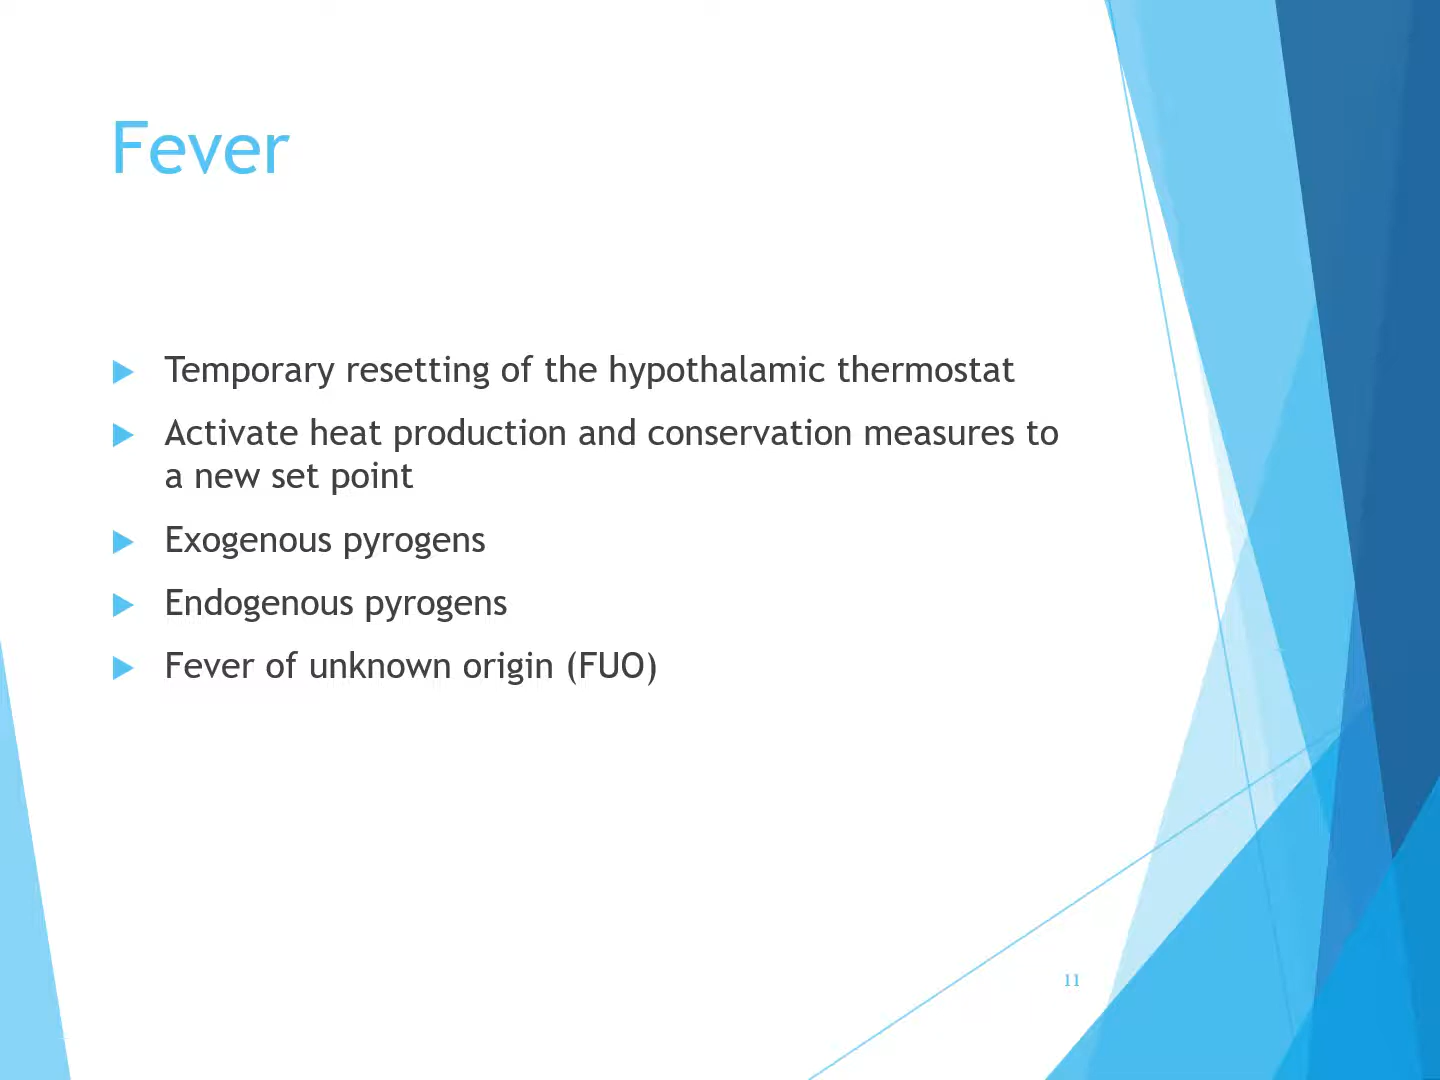 Fever
Temporary resetting of the hypothalamic thermostat
Activate heat production and conservation measures to
a new set point
Exogenous pyrogens
Endogenous pyrogens
Fever of unknown origin (FUO)
11